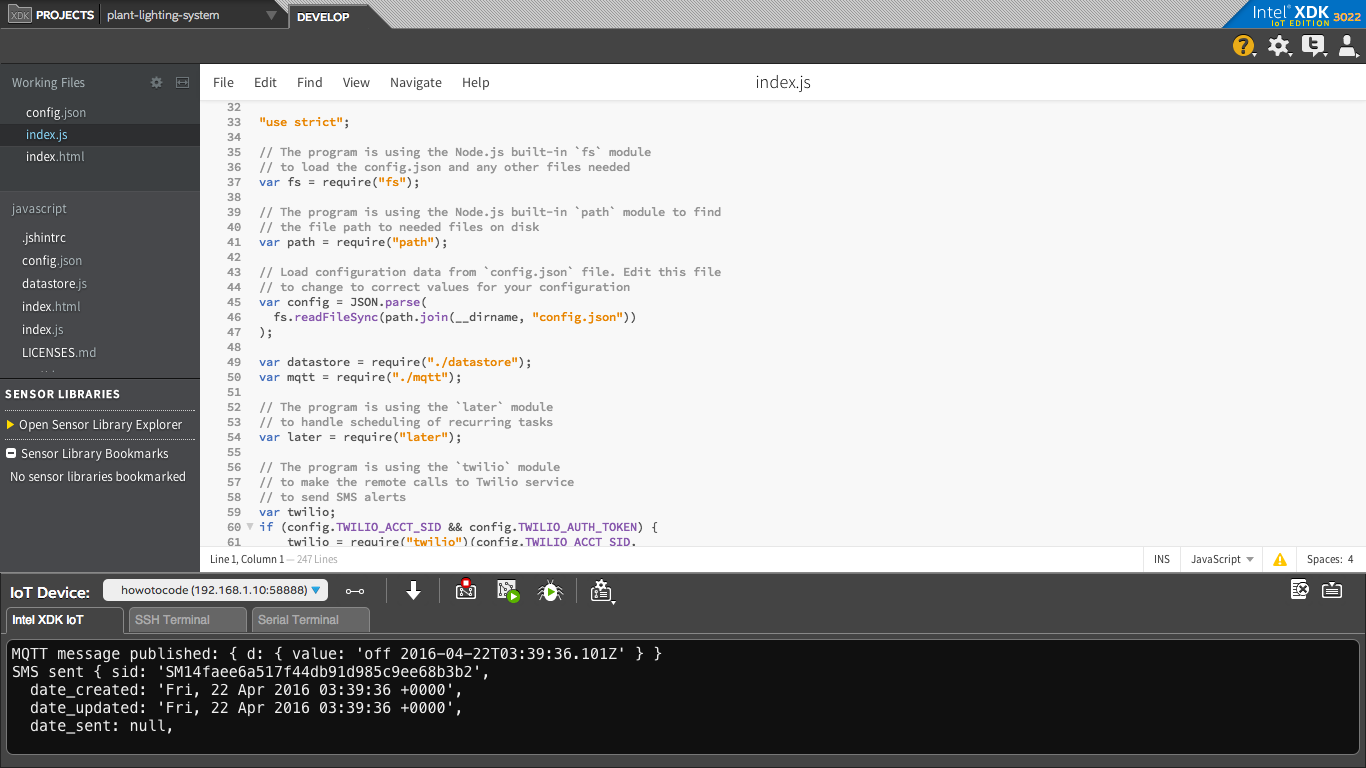 XDK PROJECTS plant-lighting-system DEVELOP
Intel® XDK
IoT EDITION 3022
Working Files
config.json
index.js
index.html
javascript
.jshintrc
config.json
datastore.js
index.html
index.js
LICENSES.md
SENSOR LIBRARIES
Open Sensor Library Explorer
Sensor Library Bookmarks
No sensor libraries bookmarked
File Edit Find View Navigate Help index.js
32
33 "use strict";
34
35 // The program is using the Node.js built-in `fs` module
36 // to load the config.json and any other files needed
37 var fs = require("fs");
38
39 // The program is using the Node.js built-in `path` module to find
40 // the file path to needed files on disk
41 var path = require("path");
42
43 // Load configuration data from `config.json` file. Edit this file
44 // to change to correct values for your configuration
45 var config = JSON.parse(
46   fs.readFileSync(path.join(__dirname, "config.json"))
47 );
48
49 var datastore = require("./datastore");
50 var mqtt = require("./mqtt");
51
52 // The program is using the `later` module
53 // to handle scheduling of recurring tasks
54 var later = require("later");
55
56 // The program is using the `twilio` module
57 // to make the remote calls to Twilio service
58 // to send SMS alerts
59 var twilio;
60 if (config.TWILIO_ACCT_SID && config.TWILIO_AUTH_TOKEN) {
61     twilio = require("twilio")(config.TWILIO_ACCT_SID,
Line 1, Column 1 — 247 Lines INS JavaScript Spaces: 4
IoT Device: howotocode (192.168.1.10:58888)
Intel XDK IoT SSH Terminal Serial Terminal
MQTT message published: { d: { value: 'off 2016-04-22T03:39:36.101Z' } }
SMS sent { sid: 'SM14faee6a517f44db91d985c9ee68b3b2',
  date_created: 'Fri, 22 Apr 2016 03:39:36 +0000',
  date_updated: 'Fri, 22 Apr 2016 03:39:36 +0000',
  date_sent: null,